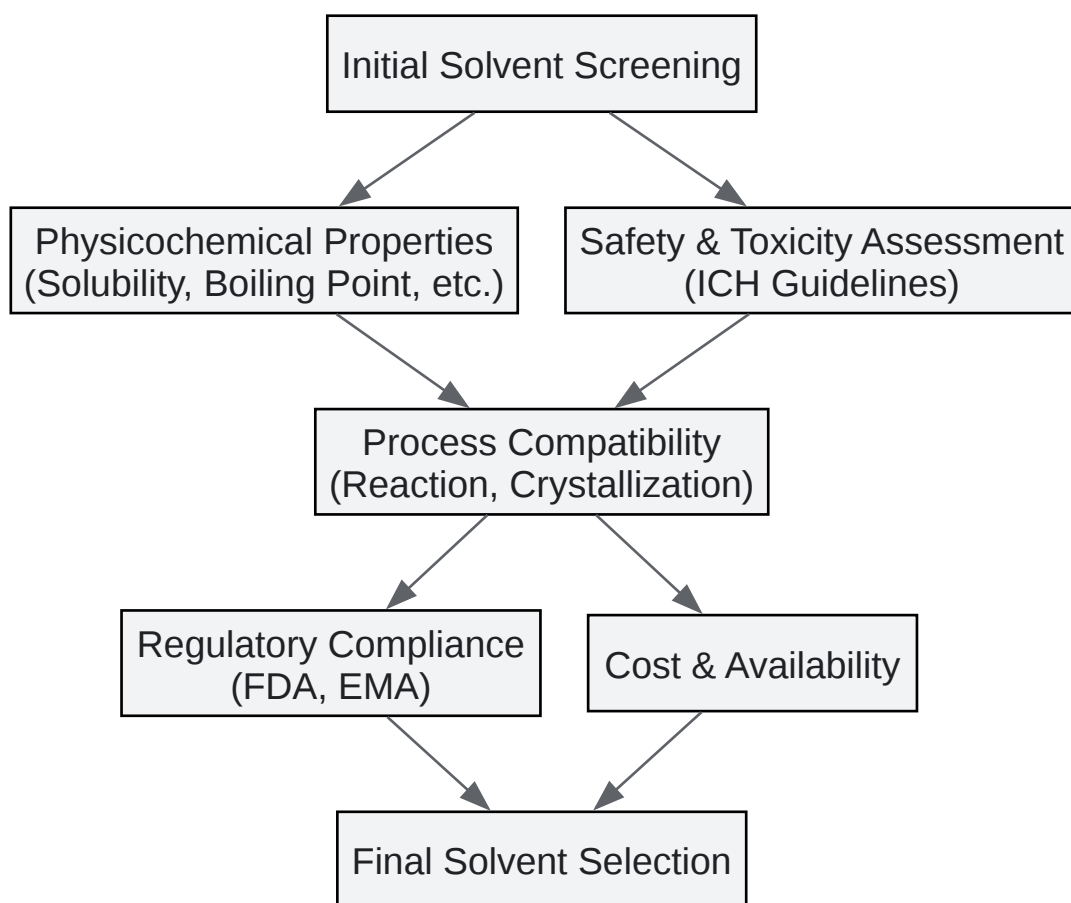 Initial Solvent Screening
Physicochemical Properties
(Solubility, Boiling Point, etc.)
Safety & Toxicity Assessment
(ICH Guidelines)
Process Compatibility
(Reaction, Crystallization)
Regulatory Compliance
(FDA, EMA)
Cost & Availability
Final Solvent Selection